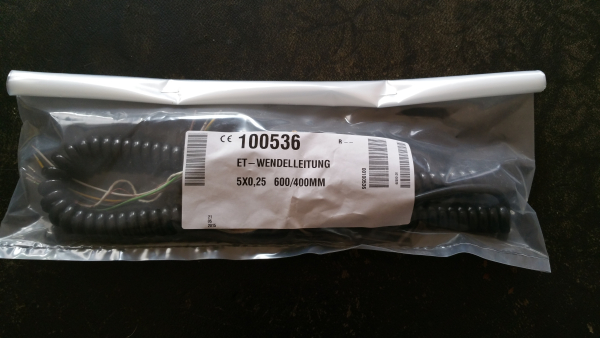 CE 100536
R --
ET-WENDELLEITUNG
5X0,25 600/400MM